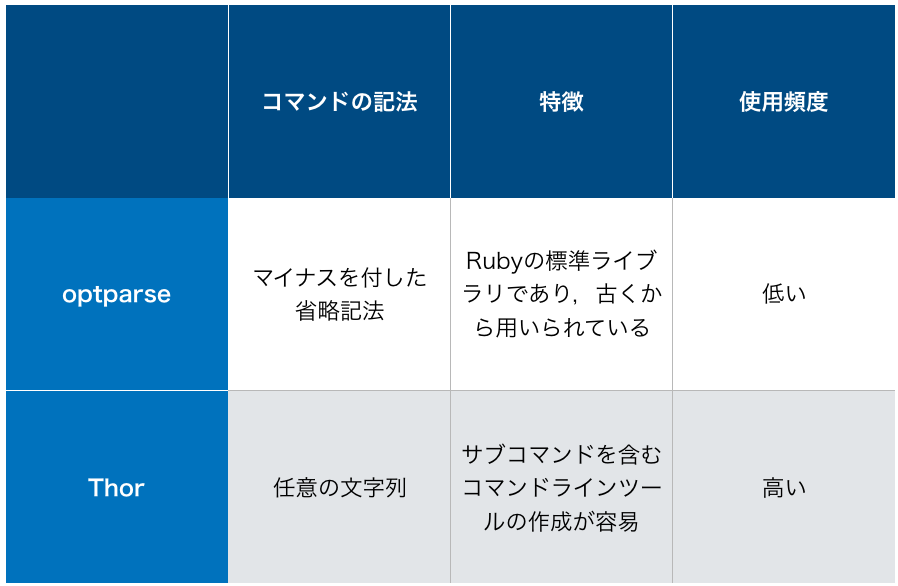 コマンドの記法
特徴
使用頻度
optparse
マイナスを付した
省略記法
Rubyの標準ライブ
ラリであり，古くか
ら用いられている
低い
Thor
任意の文字列
サブコマンドを含む
コマンドラインツー
ルの作成が容易
高い